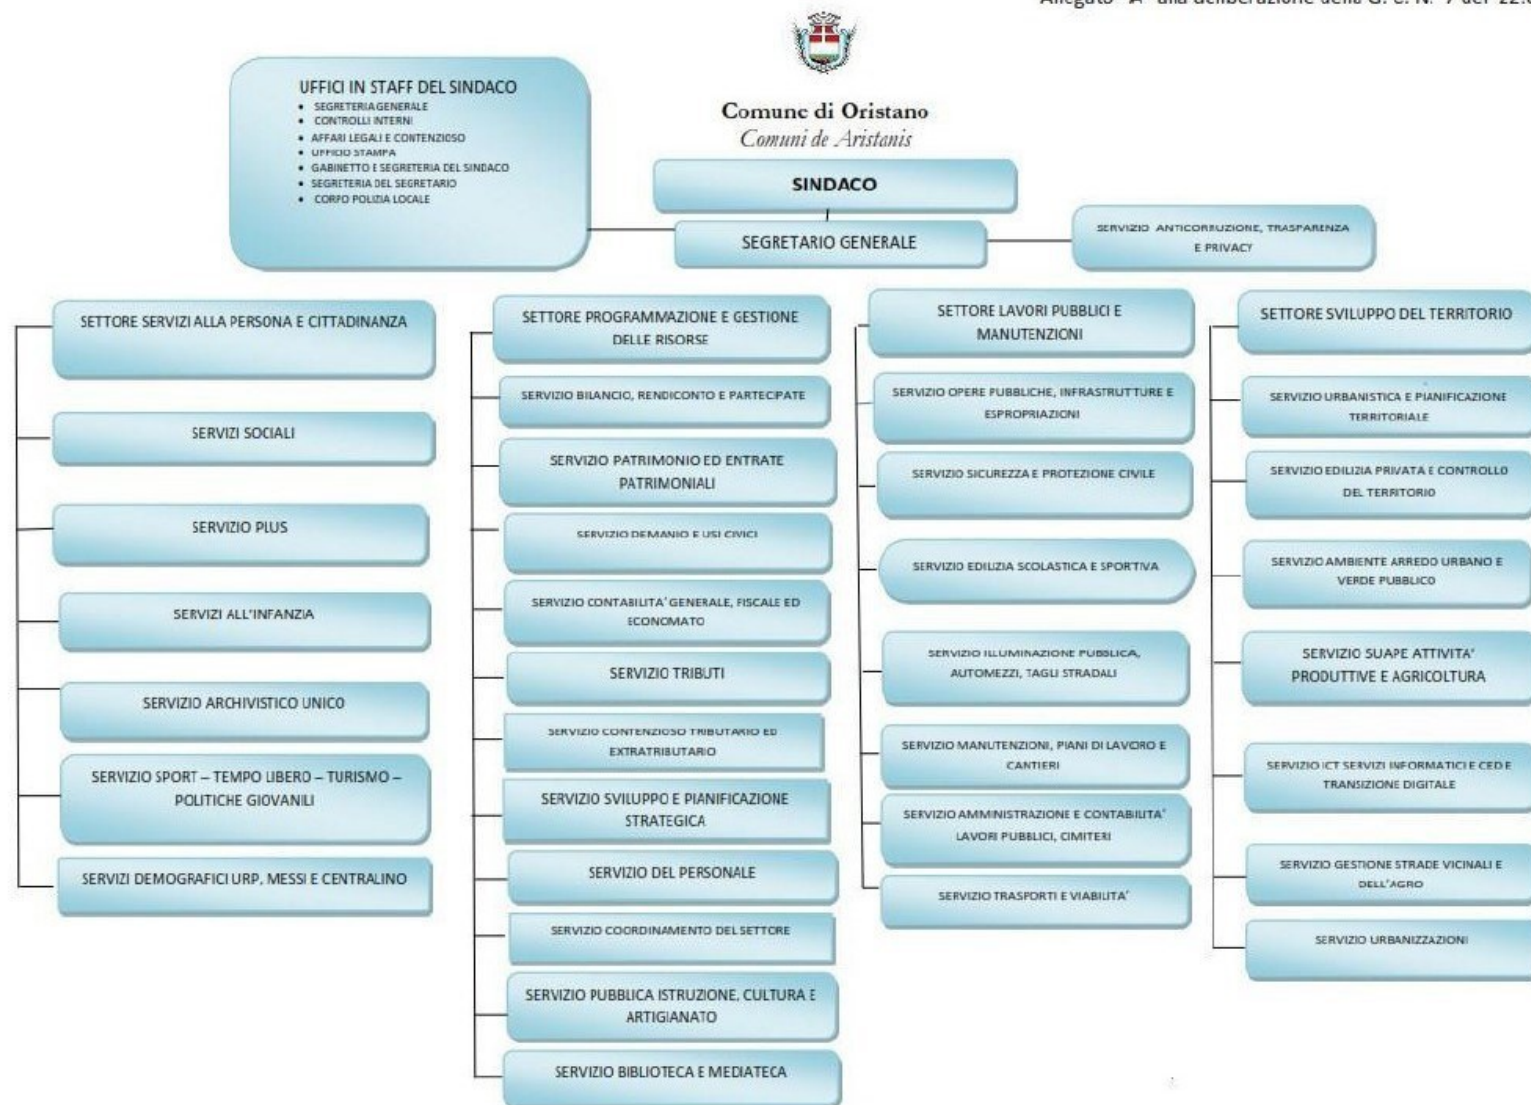 Allegato "A" alla deliberazione della G.
Comune di Oristano
Comuni de Aristanis
UFFICI IN STAFF DEL SINDACO
• SEGRETERIA GENERALE
• CONTROLLI INTERNI
• AFFARI LEGALI E CONTENZIOSO
• UFFICIO STAMPA
• GABINETTO E SEGRETERIA DEL SINDACO
• SEGRETERIA DEL SEGRETARIO
• CORPO POLIZIA LOCALE
SINDACO
SEGRETARIO GENERALE
SERVIZIO ANTICORRUZIONE, TRASPARENZA
E PRIVACY
SETTORE SERVIZI ALLA PERSONA E CITTADINANZA
SERVIZI SOCIALI
SERVIZIO PLUS
SERVIZI ALL'INFANZIA
SERVIZIO ARCHIVISTICO UNICO
SERVIZIO SPORT – TEMPO LIBERO – TURISMO –
POLITICHE GIOVANILI
SERVIZI DEMOGRAFICI URP, MESSI E CENTRALINO
SETTORE PROGRAMMAZIONE E GESTIONE
DELLE RISORSE
SERVIZIO BILANCIO, RENDICONTO E PARTECIPATE
SERVIZIO PATRIMONIO ED ENTRATE
PATRIMONIALI
SERVIZIO DEMANIO E USI CIVICI
SERVIZIO CONTABILITA' GENERALE, FISCALE ED
ECONOMATO
SERVIZIO TRIBUTI
SERVIZIO CONTENZIOSO TRIBUTARIO ED
EXTRATRIBUTARIO
SERVIZIO SVILUPPO E PIANIFICAZIONE
STRATEGICA
SERVIZIO DEL PERSONALE
SERVIZIO COORDINAMENTO DEL SETTORE
SERVIZIO PUBBLICA ISTRUZIONE, CULTURA E
ARTIGIANATO
SERVIZIO BIBLIOTECA E MEDIATECA
SETTORE LAVORI PUBBLICI E
MANUTENZIONI
SERVIZIO OPERE PUBBLICHE, INFRASTRUTTURE E
ESPROPRIAZIONI
SERVIZIO SICUREZZA E PROTEZIONE CIVILE
SERVIZIO EDILIZIA SCOLASTICA E SPORTIVA
SERVIZIO ILLUMINAZIONE PUBBLICA,
AUTOMEZZI, TAGLI STRADALI
SERVIZIO MANUTENZIONI, PIANI DI LAVORO E
CANTIERI
SERVIZIO AMMINISTRAZIONE E CONTABILITA'
LAVORI PUBBLICI, CIMITERI
SERVIZIO TRASPORTI E VIABILITA'
SETTORE SVILUPPO DEL TERRITORIO
SERVIZIO URBANISTICA E PIANIFICAZIONE
TERRITORIALE
SERVIZIO EDILIZIA PRIVATA E CONTROLLO
DEL TERRITORIO
SERVIZIO AMBIENTE ARREDO URBANO E
VERDE PUBBLICO
SERVIZIO SUAPE ATTIVITA'
PRODUTTIVE E AGRICOLTURA
SERVIZIO ICT SERVIZI INFORMATICI E CED E
TRANSIZIONE DIGITALE
SERVIZIO GESTIONE STRADE VICINALI E
DELL'AGRO
SERVIZIO URBANIZZAZIONI